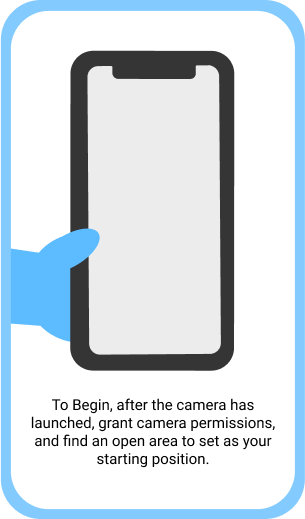 To Begin, after the camera has
launched, grant camera permissions,
and find an open area to set as your
starting position.